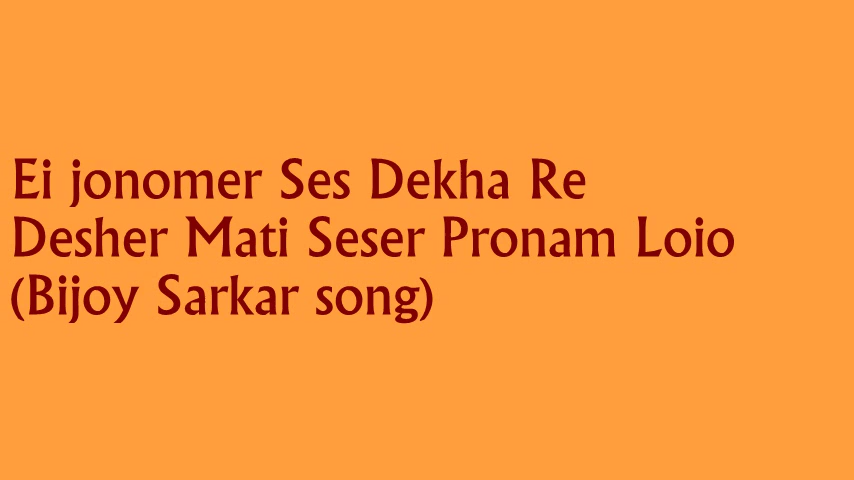 Ei jonomer Ses Dekha Re
Desher Mati Seser Pronam Loio
(Bijoy Sarkar song)